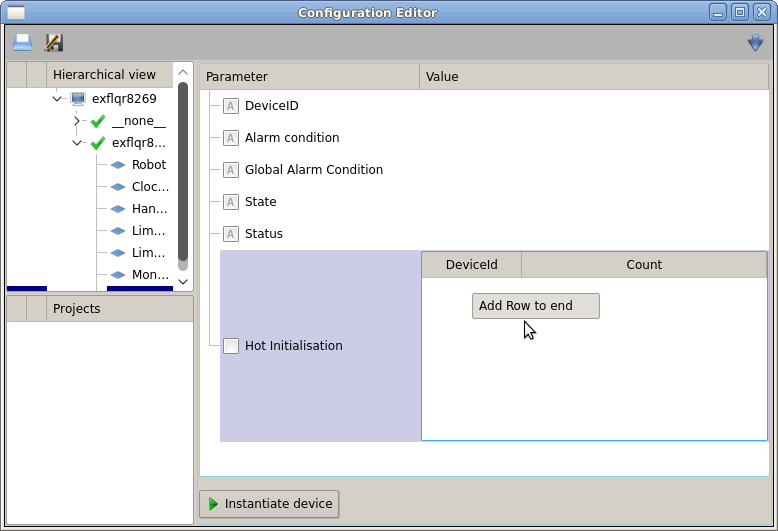 Configuration Editor
Hierarchical view
exflqr8269
__none__
exflqr8...
Robot
Cloc...
Han...
Lim...
Lim...
Mon...
Projects
Parameter Value
A DeviceID
A Alarm condition
A Global Alarm Condition
A State
A Status
Hot Initialisation
DeviceId Count
Add Row to end
Instantiate device